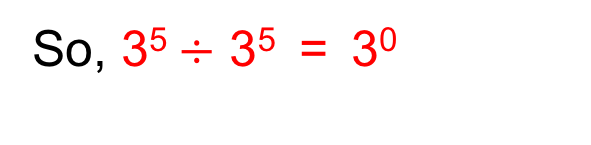 So, 3⁵ ÷ 3⁵ = 3⁰